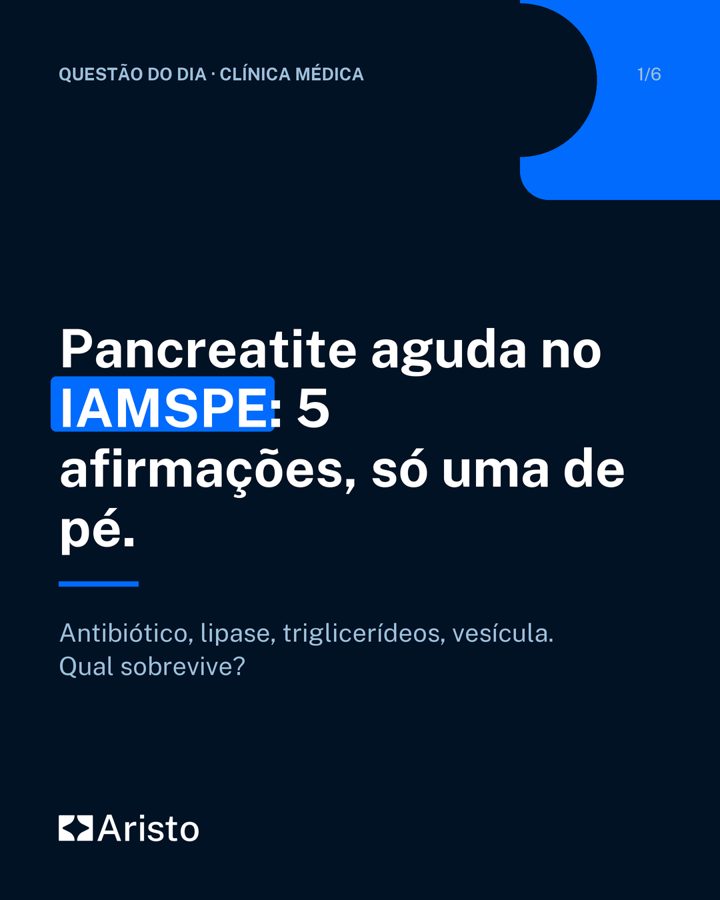 QUESTÃO DO DIA · CLÍNICA MÉDICA
1/6
Pancreatite aguda no
IAMSPE: 5
afirmações, só uma de
pé.
Antibiótico, lipase, triglicerídeos, vesícula.
Qual sobrevive?
Aristo